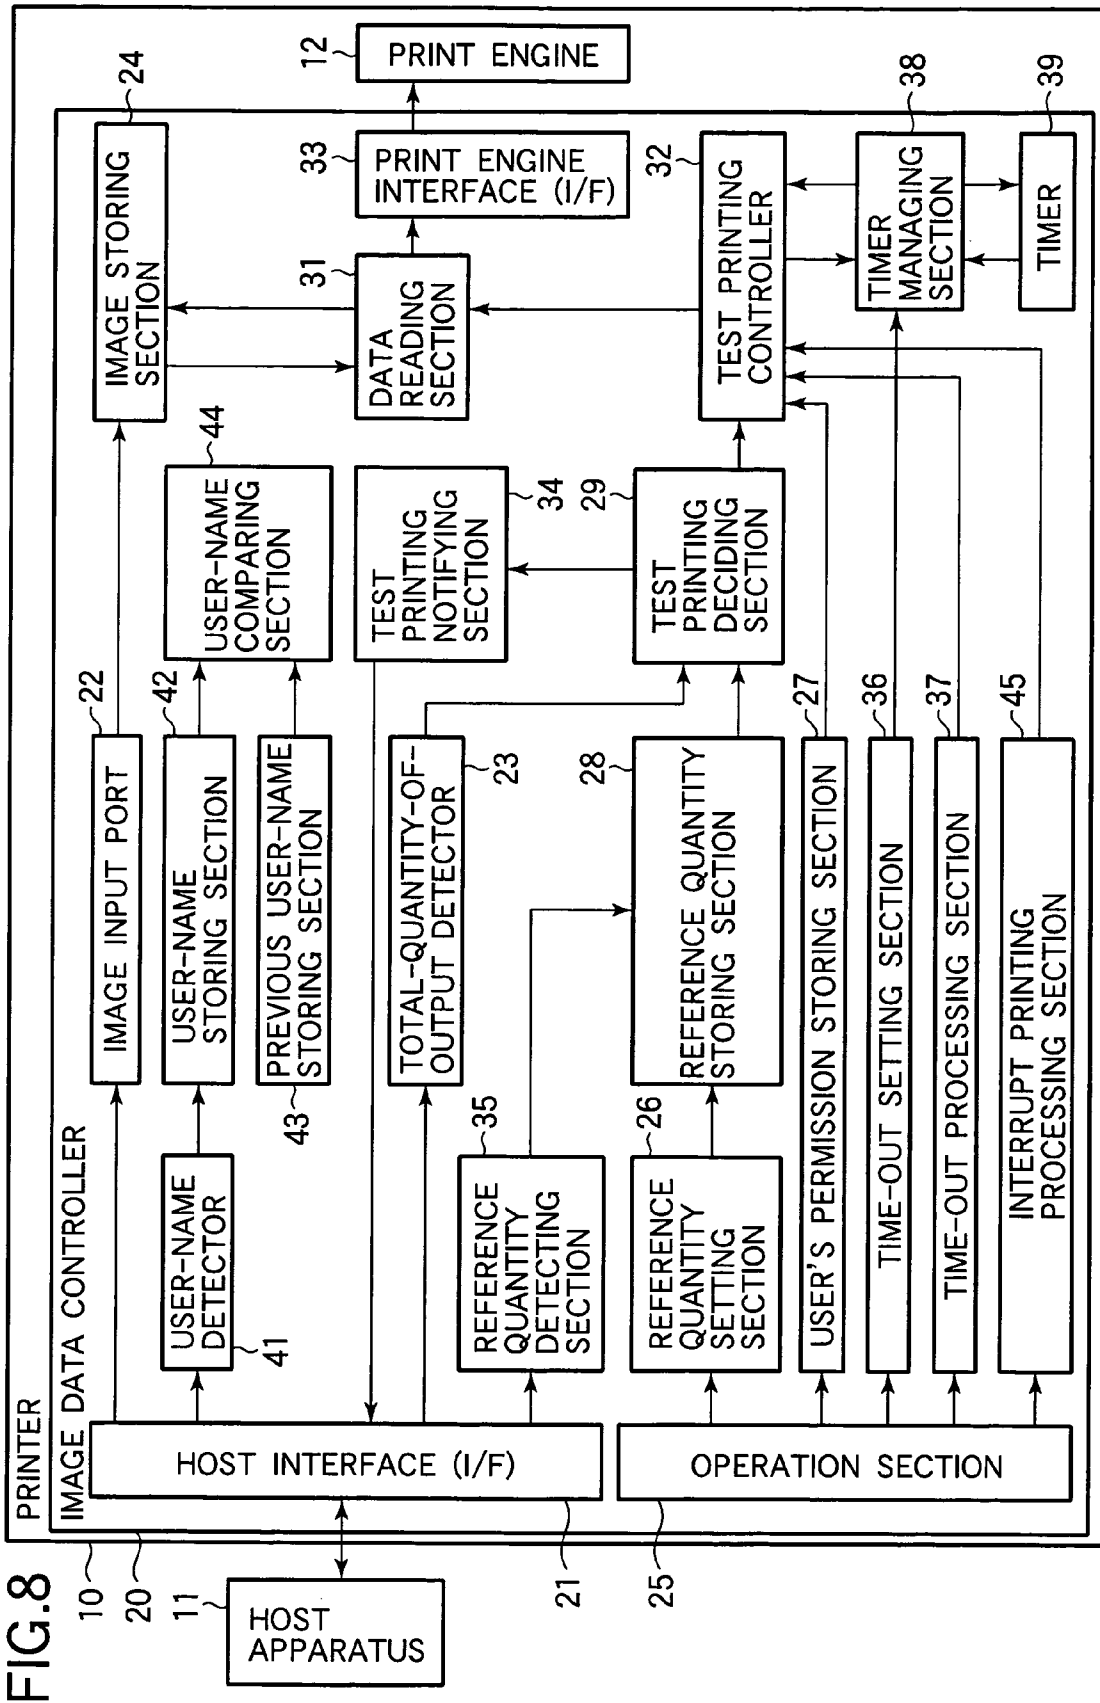 FIG.8
PRINTER
10
IMAGE DATA CONTROLLER
20
HOST
APPARATUS
11
HOST INTERFACE (I/F)
21
OPERATION SECTION
25
IMAGE INPUT PORT
22
USER-NAME
DETECTOR
41
USER-NAME
STORING SECTION
42
PREVIOUS USER-NAME
STORING SECTION
43
USER-NAME
COMPARING
SECTION
44
IMAGE STORING
SECTION
24
TOTAL-QUANTITY-OF-
OUTPUT DETECTOR
23
REFERENCE
QUANTITY
DETECTING
SECTION
35
REFERENCE
QUANTITY
SETTING
SECTION
26
REFERENCE QUANTITY
STORING SECTION
28
TEST
PRINTING
NOTIFYING
SECTION
34
TEST
PRINTING
DECIDING
SECTION
29
DATA
READING
SECTION
31
PRINT ENGINE
INTERFACE (I/F)
33
PRINT ENGINE
12
TEST PRINTING
CONTROLLER
32
USER'S PERMISSION STORING SECTION
27
TIME-OUT SETTING SECTION
36
TIME-OUT PROCESSING SECTION
37
INTERRUPT PRINTING
PROCESSING SECTION
45
TIMER
MANAGING
SECTION
38
TIMER
39